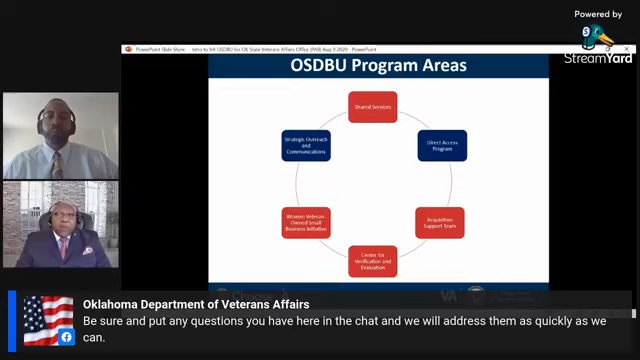 Powered by
StreamYard
PowerPoint Slide Show
Intro to VA OSDBU for OK State Veterans Affairs Office (PAB) Aug 9 2020 - PowerPoint
OSDBU Program Areas
Shared Services
Strategic Outreach
and
Communications
Direct Access
Program
Women Veteran
Owned Small
Business Initiative
Acquisition
Support Team
Center for
Verification and
Evaluation
Choose
VA
Oklahoma Department of Veterans Affairs
Be sure and put any questions you have here in the chat and we will address them as quickly as we
can.